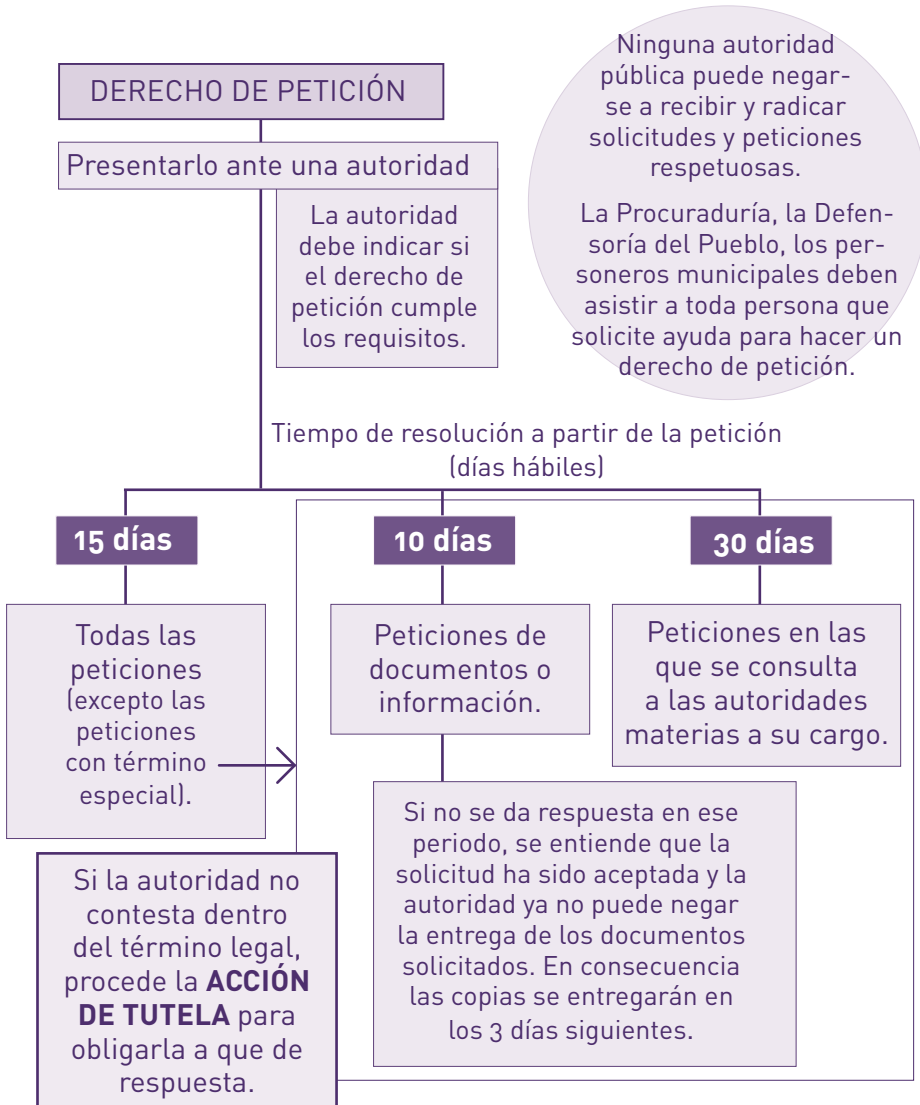 DERECHO DE PETICIÓN
Presentarlo ante una autoridad
La autoridad
debe indicar si
el derecho de
petición cumple
los requisitos.
Ninguna autoridad
pública puede negar-
se a recibir y radicar
solicitudes y peticiones
respetuosas.
La Procuraduría, la Defen-
soría del Pueblo, los per-
soneros municipales deben
asistir a toda persona que
solicite ayuda para hacer un
derecho de petición.
Tiempo de resolución a partir de la petición
(días hábiles)
15 días
Todas las
peticiones
(excepto las
peticiones
con término
especial).
10 días
Peticiones de
documentos o
información.
30 días
Peticiones en las
que se consulta
a las autoridades
materias a su cargo.
Si no se da respuesta en ese
periodo, se entiende que la
solicitud ha sido aceptada y la
autoridad ya no puede negar
la entrega de los documentos
solicitados. En consecuencia
las copias se entregarán en
los 3 días siguientes.
Si la autoridad no
contesta dentro
del término legal,
procede la ACCIÓN
DE TUTELA para
obligarla a que de
respuesta.